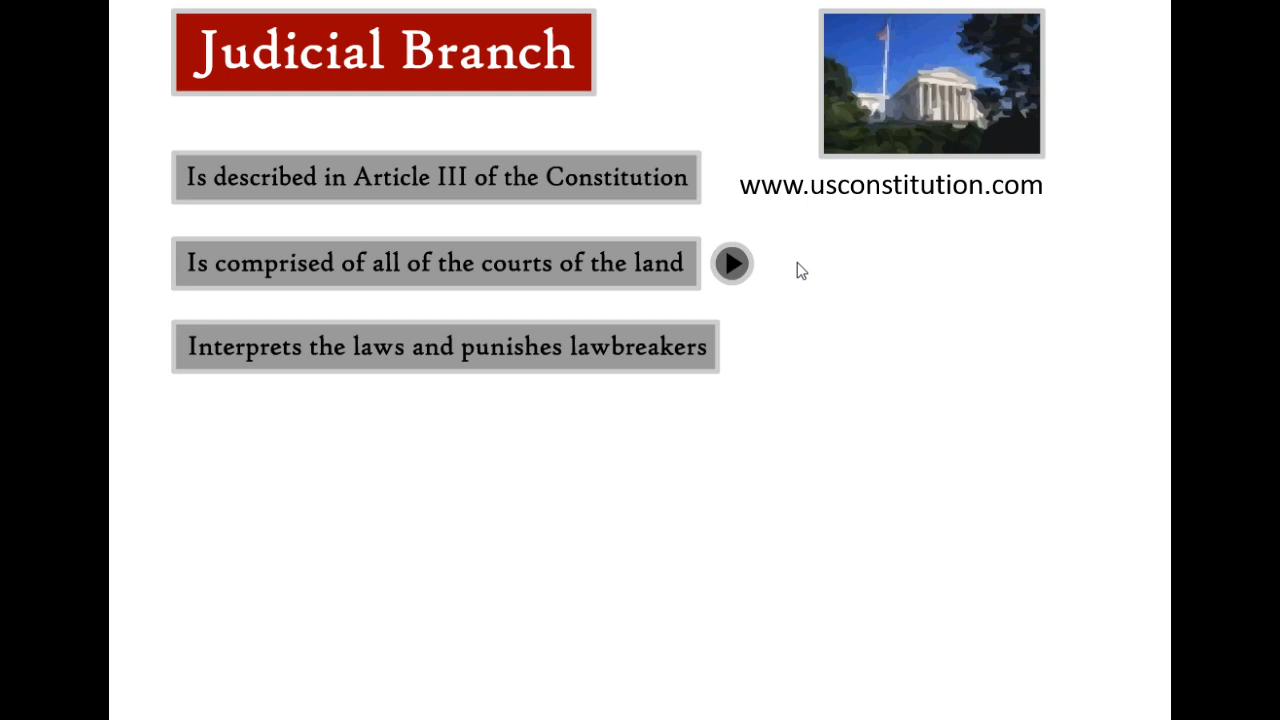 Judicial Branch
Is described in Article III of the Constitution
www.usconstitution.com
Is comprised of all of the courts of the land
Interprets the laws and punishes lawbreakers